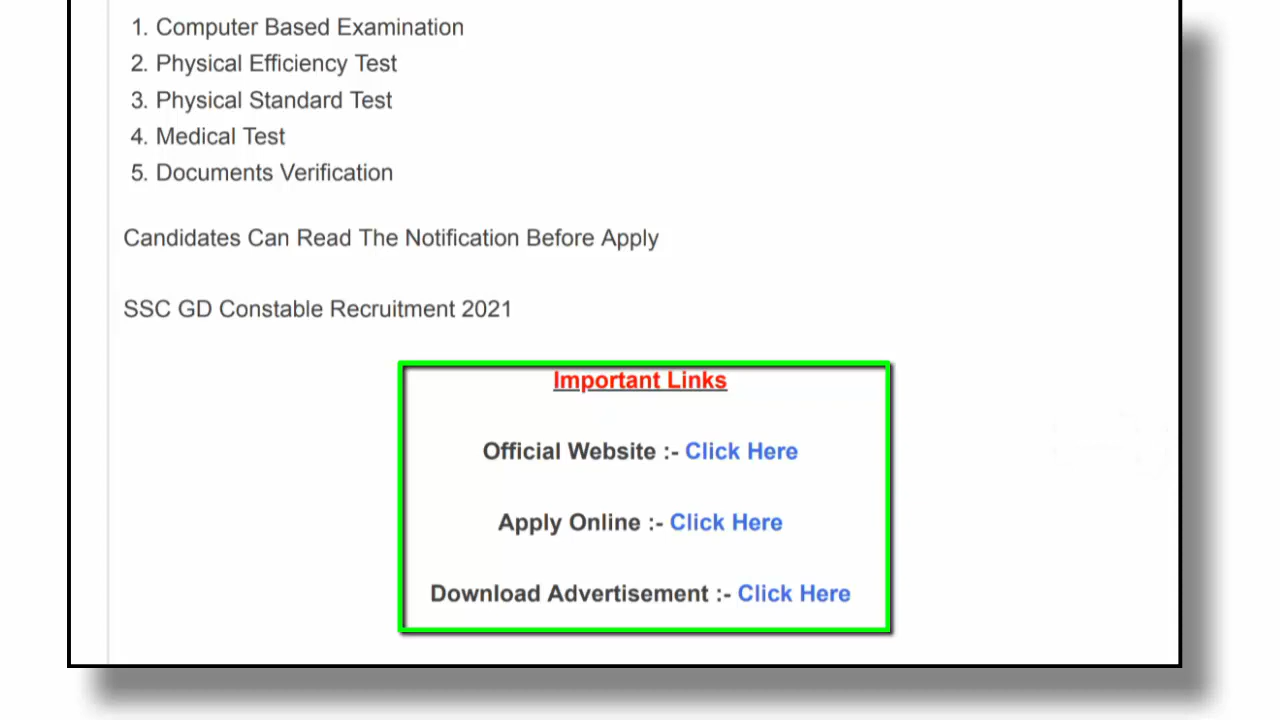 1. Computer Based Examination
2. Physical Efficiency Test
3. Physical Standard Test
4. Medical Test
5. Documents Verification
Candidates Can Read The Notification Before Apply
SSC GD Constable Recruitment 2021
Important Links
Official Website :- Click Here
Apply Online :- Click Here
Download Advertisement :- Click Here